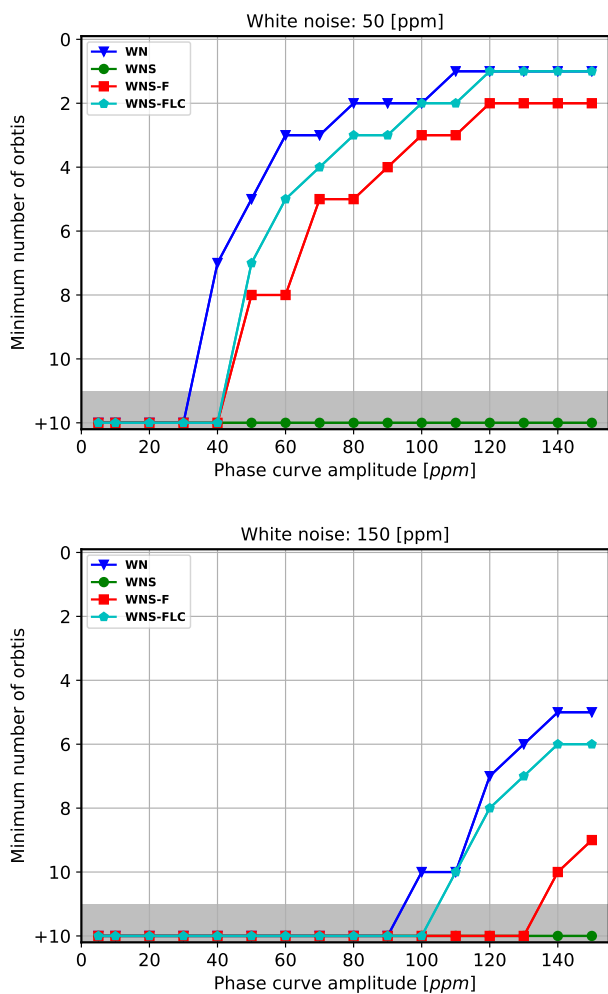 White noise: 50 [ppm]
WN
WNS
WNS-F
WNS-FLC
0
2
4
6
8
10
+10
Minimum number of orbtis
0 20 40 60 80 100 120 140
Phase curve amplitude [ppm]
White noise: 150 [ppm]
WN
WNS
WNS-F
WNS-FLC
0
2
4
6
8
10
+10
Minimum number of orbtis
0 20 40 60 80 100 120 140
Phase curve amplitude [ppm]